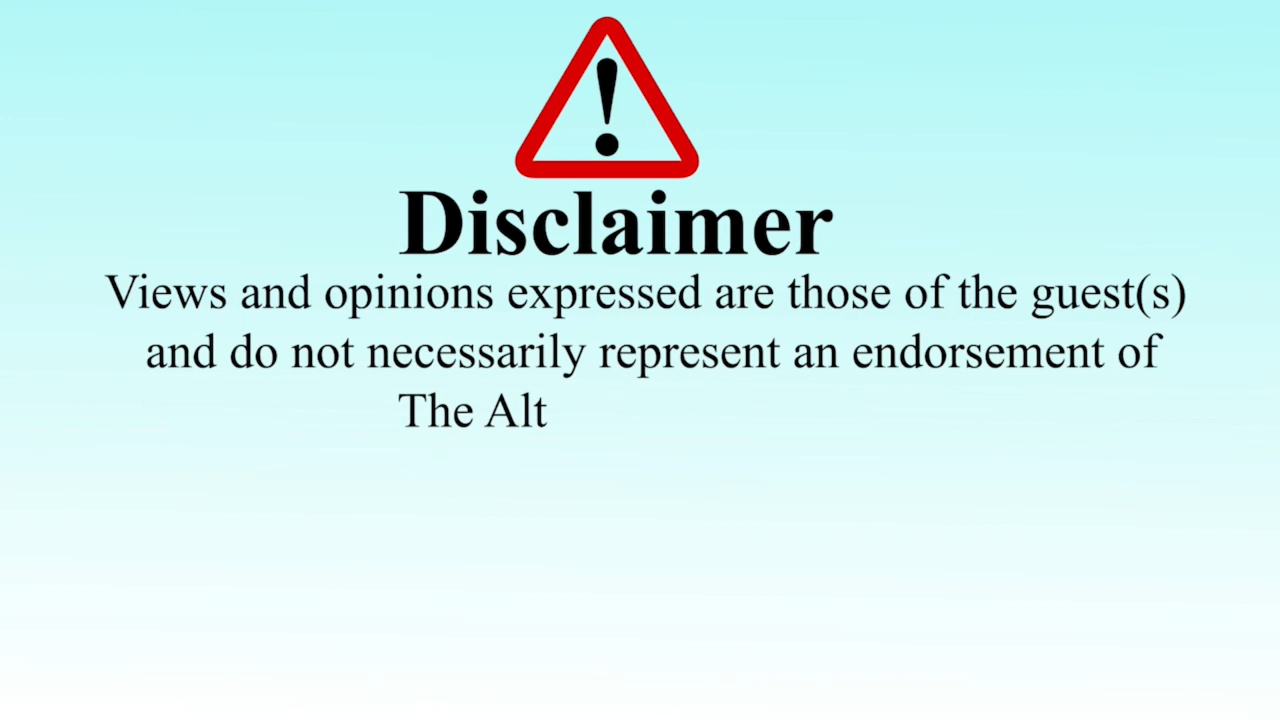 Disclaimer
Views and opinions expressed are those of the guest(s)
and do not necessarily represent an endorsement of
The Alt